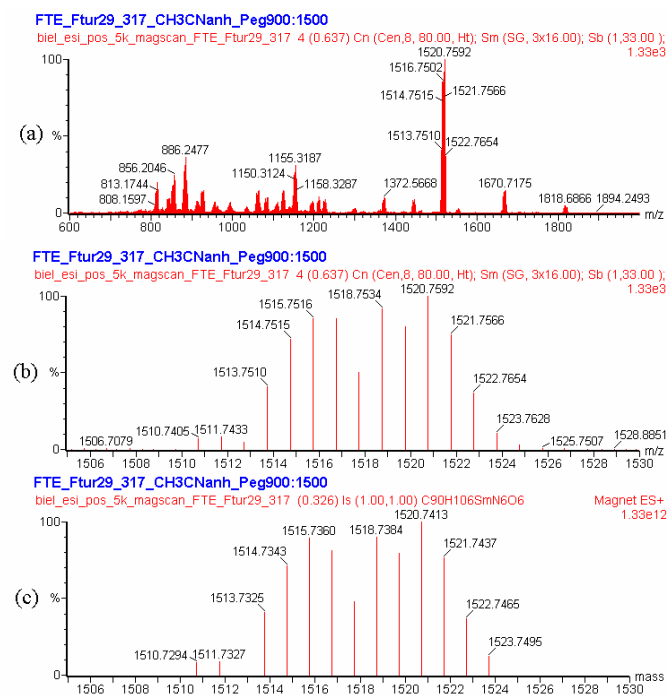 FTE_Ftur29_317_CH3CNanh_Peg900:1500
biel_esi_pos_5k_magscan_FTE_Ftur29_317 4 (0.637) Cn (Cen,8, 80.00, Ht); Sm (SG, 3x16.00); Sb (1,33.00 );
1.33e3
1520.7592
100
1516.7502
1521.7566
1514.7515
1513.7510
1522.7654
(a)
%
886.2477
856.2046
813.1744
808.1597
1155.3187
1150.3124
1158.3287
1372.5668
1670.7175
1818.6866
1894.2493
0
m/z
600 800 1000 1200 1400 1600 1800
FTE_Ftur29_317_CH3CNanh_Peg900:1500
biel_esi_pos_5k_magscan_FTE_Ftur29_317 4 (0.637) Cn (Cen,8, 80.00, Ht); Sm (SG, 3x16.00); Sb (1,33.00 );
1.33e3
100
1520.7592
1515.7516
1518.7534
1514.7515
1521.7566
(b)
%
1513.7510
1522.7654
1523.7628
1506.7079
1510.7405
1511.7433
1525.7507
1528.8851
0
m/z
1506 1508 1510 1512 1514 1516 1518 1520 1522 1524 1526 1528 1530
FTE_Ftur29_317_CH3CNanh_Peg900:1500
biel_esi_pos_5k_magscan_FTE_Ftur29_317 (0.326) Is (1.00,1.00) C90H106SmN6O6
Magnet ES+
1.33e12
100
1520.7413
1515.7360
1518.7384
1514.7343
1521.7437
(c)
%
1513.7325
1522.7465
1510.7294
1511.7327
1523.7495
0
mass
1506 1508 1510 1512 1514 1516 1518 1520 1522 1524 1526 1528 1530